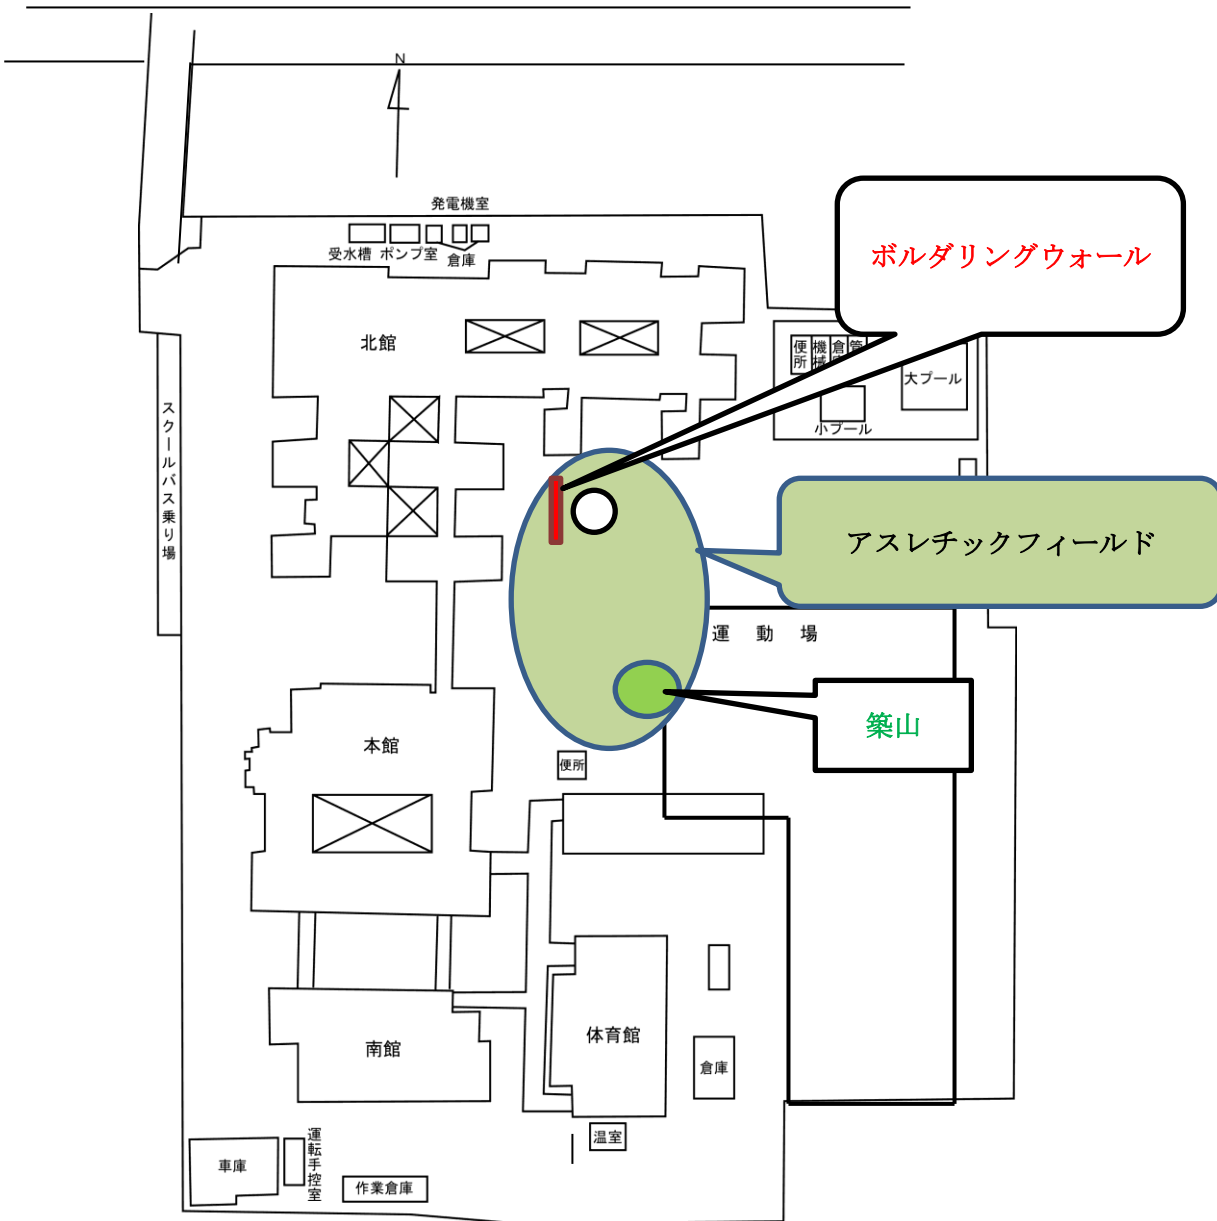 N
発電機室
受水槽 ポンプ室
倉庫
ボルダリングウォール
北館
便所
機械
大プール
小プール
スクールバス乗り場
アスレチックフィールド
運動場
築山
本館
便所
体育館
南館
倉庫
温室
運転手控室
車庫
作業倉庫